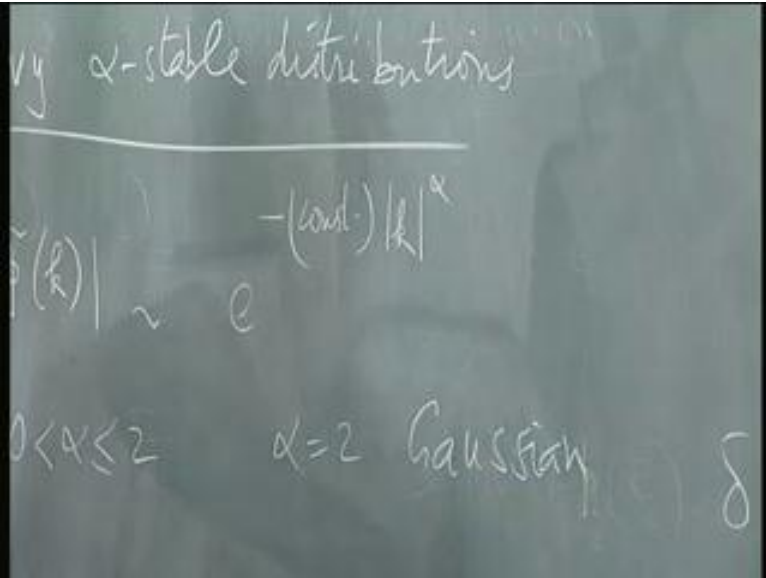 vy α-stable distributions
p̃(k)| ~ e^{-(const.) |k|^α}
0<α≤2 α=2 Gaussian δ